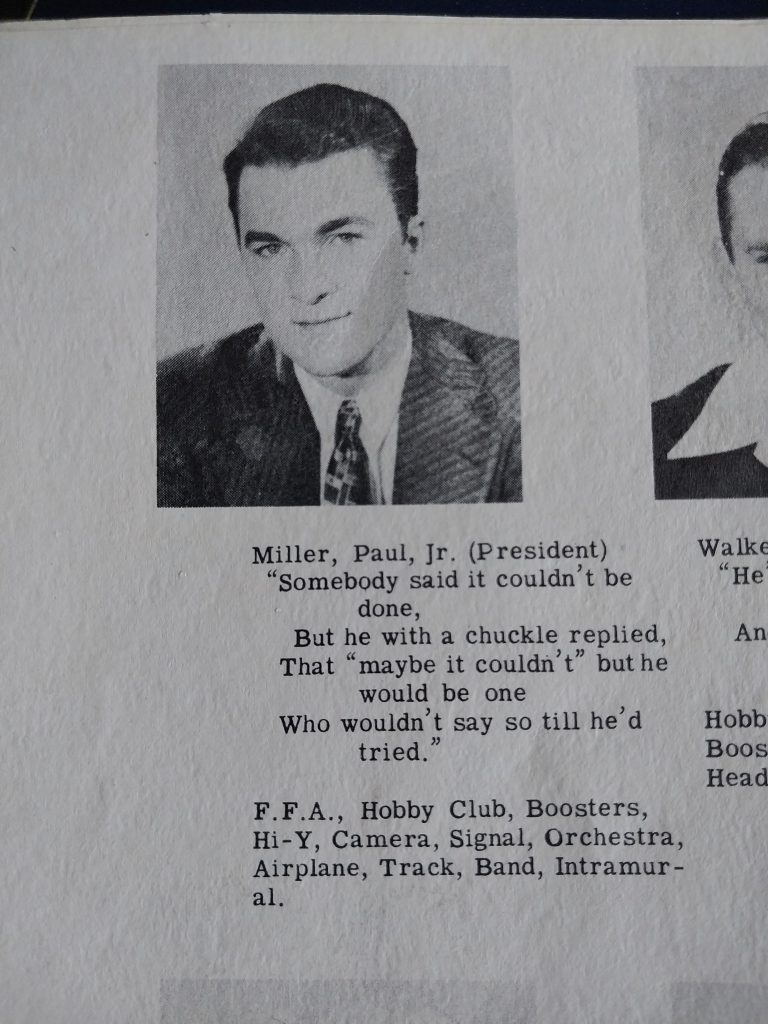 Miller, Paul, Jr. (President)
“Somebody said it couldn’t be
done,
But he with a chuckle replied,
That “maybe it couldn’t” but he
would be one
Who wouldn’t say so till he’d
tried.”
F.F.A., Hobby Club, Boosters,
Hi-Y, Camera, Signal, Orchestra,
Airplane, Track, Band, Intramur-
al.
Walke
“He’
An
Hobb
Boos
Head